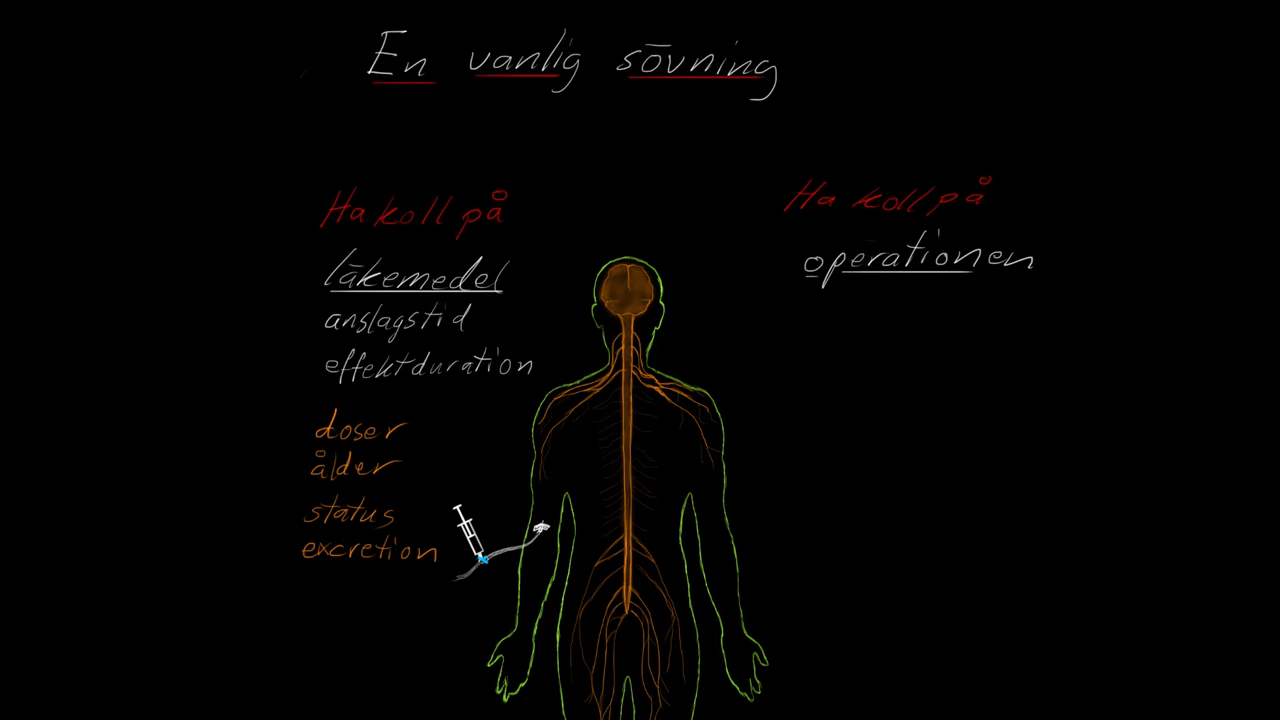 En vanlig sövning
Ha koll på
läkemedel
anslagstid
effektduration
doser
ålder
status
excretion
Ha koll på
operationen